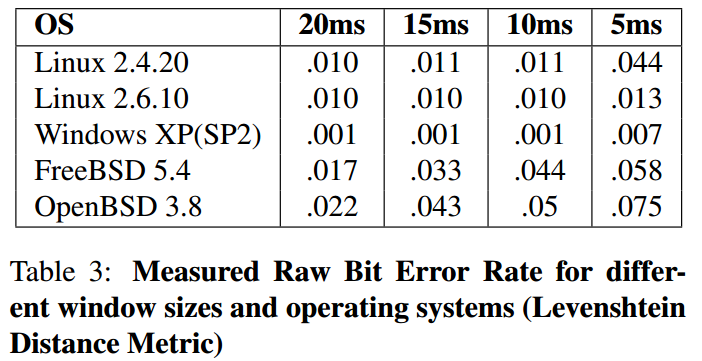 OS 20ms 15ms 10ms 5ms
Linux 2.4.20 .010 .011 .011 .044
Linux 2.6.10 .010 .010 .010 .013
Windows XP(SP2) .001 .001 .001 .007
FreeBSD 5.4 .017 .033 .044 .058
OpenBSD 3.8 .022 .043 .05 .075
Table 3: Measured Raw Bit Error Rate for differ-
ent window sizes and operating systems (Levenshtein
Distance Metric)